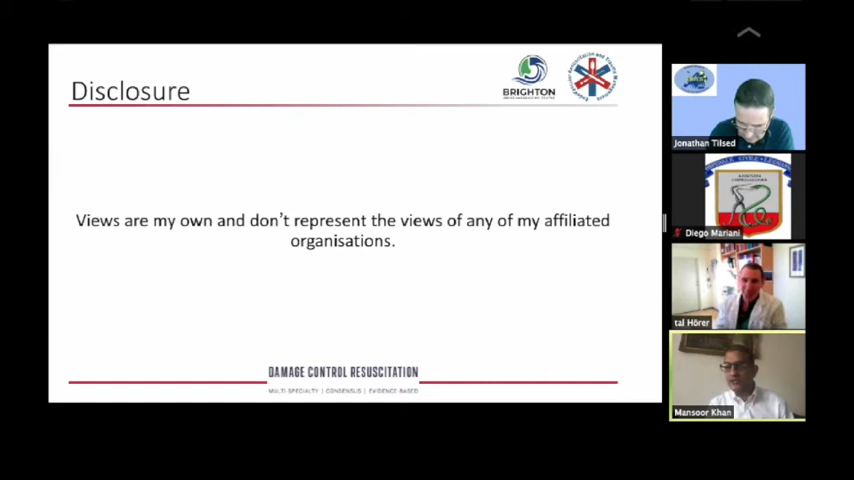 Disclosure
BRIGHTON
Views are my own and don't represent the views of any of my affiliated
organisations.
DAMAGE CONTROL RESUSCITATION
MULTI SPECIALTY | CONSENSUS | EVIDENCE-BASED
Jonathan Tilsed
Diego Mariani
tal Hörer
Mansoor Khan